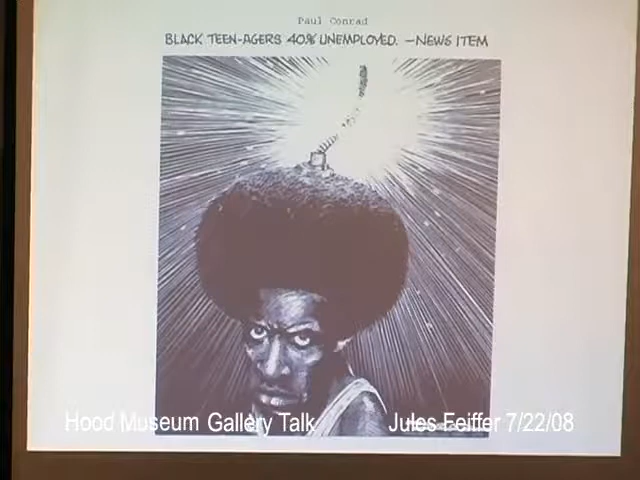 Paul Conrad
BLACK TEEN-AGERS 40% UNEMPLOYED. —NEWS ITEM
Hood Museum Gallery Talk
Jules Feiffer 7/22/08